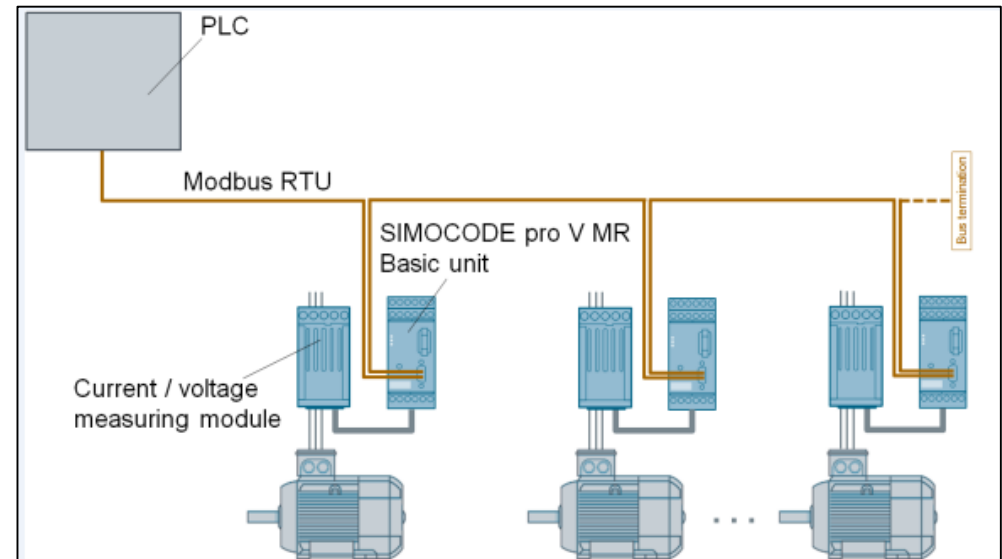 PLC
Modbus RTU
Bus termination
SIMOCODE pro V MR
Basic unit
Current / voltage
measuring module